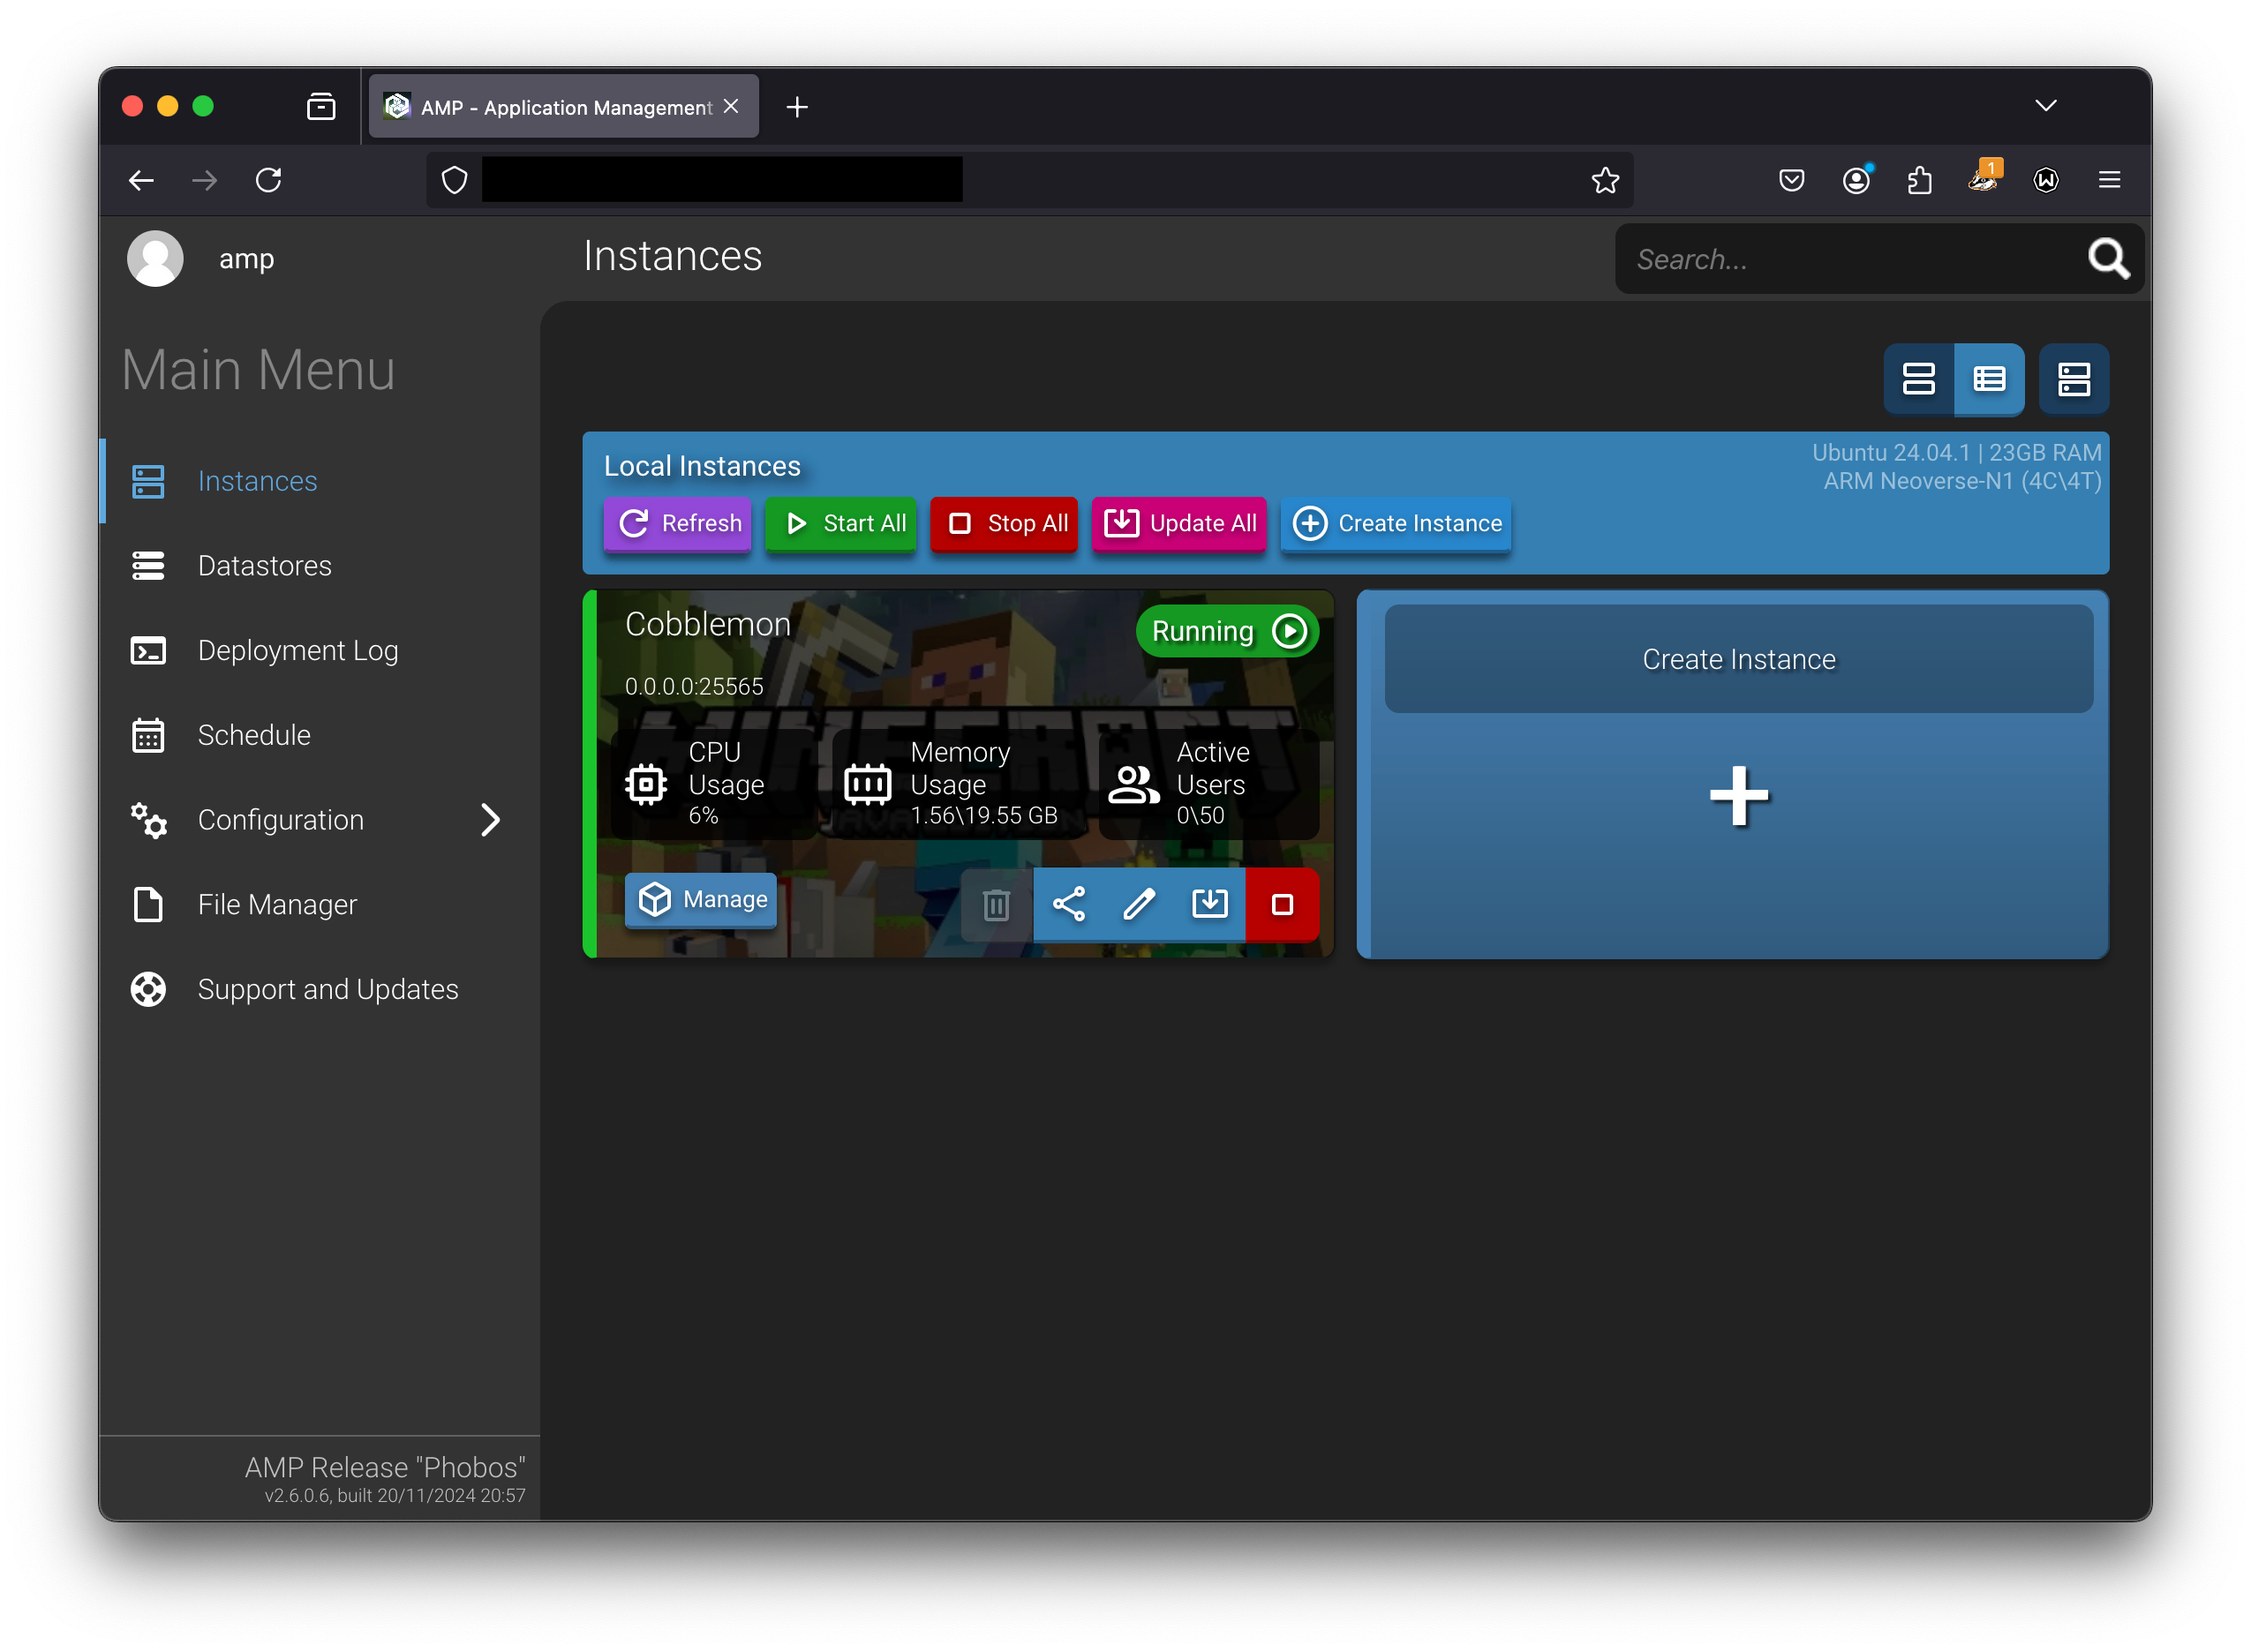 AMP - Application Management
1
amp
Instances
Search...
Main Menu
Instances
Datastores
Deployment Log
Schedule
Configuration
File Manager
Support and Updates
AMP Release "Phobos"
v2.6.0.6, built 20/11/2024 20:57
Local Instances
Ubuntu 24.04.1 | 23GB RAM
ARM Neoverse-N1 (4C\4T)
Refresh
Start All
Stop All
Update All
Create Instance
Cobblemon
Running
0.0.0.0:25565
MINECRAFT
JAVA EDITION
CPU
Usage
6%
Memory
Usage
1.56\19.55 GB
Active
Users
0\50
Manage
Create Instance